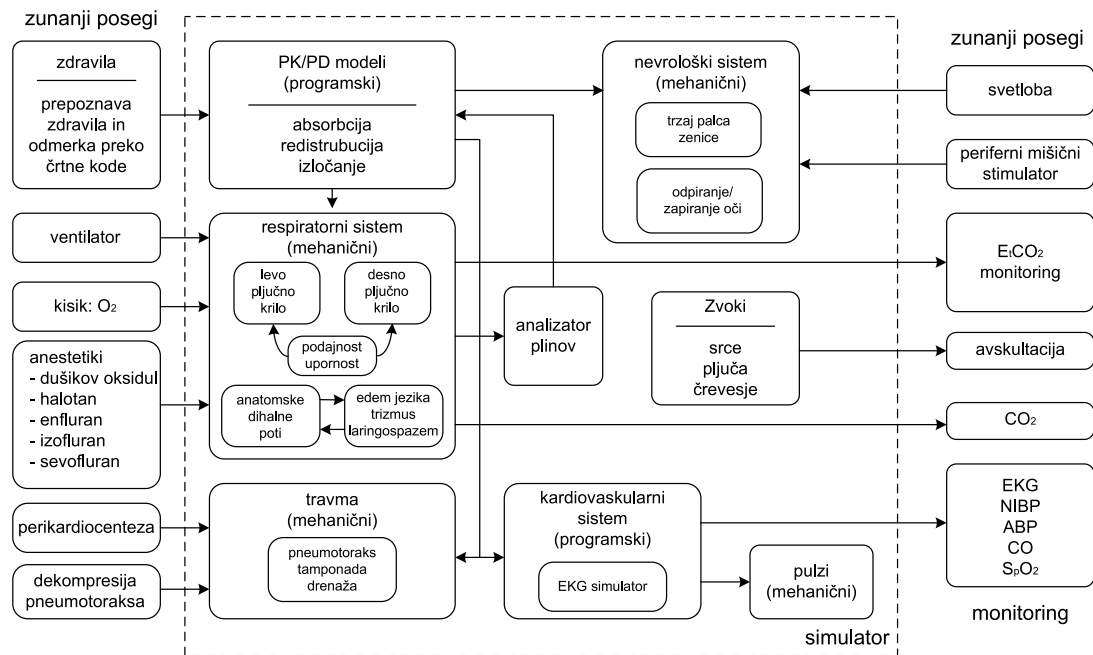 zunanji posegi
zdravila
prepoznava
zdravila in
odmerka preko
črtne kode
ventilator
kisik: O₂
anestetiki
- dušikov oksidul
- halotan
- enfluran
- izofluran
- sevofluran
perikardiocenteza
dekompresija
pneumotoraksa
PK/PD modeli
(programski)
absorbcija
redistrubucija
izločanje
respiratorni sistem
(mehanični)
levo
pljučno
krilo
desno
pljučno
krilo
podajnost
upornost
anatomske
dihalne
poti
edem jezika
trizmus
laringospazem
travma
(mehanični)
pneumotoraks
tamponada
drenaža
analizator
plinov
nevrološki sistem
(mehanični)
trzaj palca
zenice
odpiranje/
zapiranje oči
Zvoki
srce
pljuča
črevesje
kardiovaskularni
sistem
(programski)
EKG simulator
pulzi
(mehanični)
simulator
zunanji posegi
svetloba
periferni mišični
stimulator
EtCO₂
monitoring
avskultacija
CO₂
EKG
NIBP
ABP
CO
SpO₂
monitoring